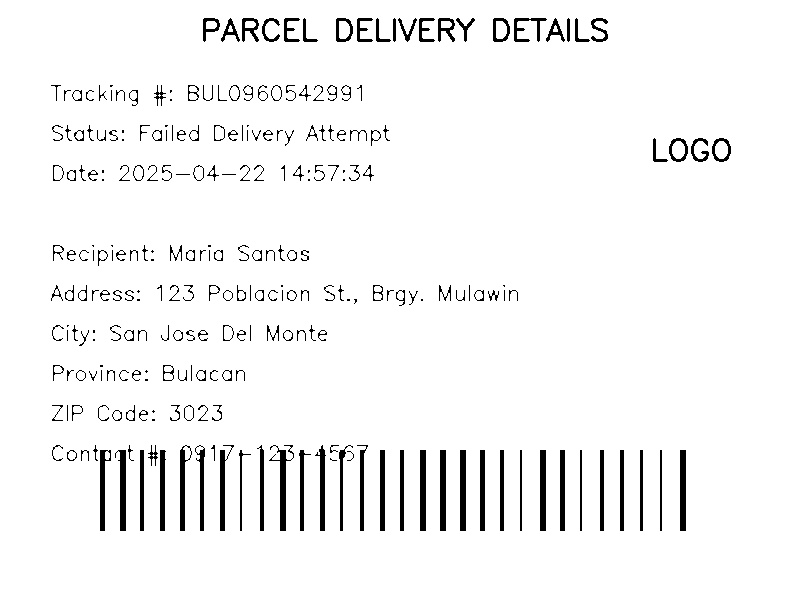 PARCEL DELIVERY DETAILS
Tracking #: BUL0960542991
Status: Failed Delivery Attempt
LOGO
Date: 2025-04-22 14:57:34
Recipient: Maria Santos
Address: 123 Poblacion St., Brgy. Mulawin
City: San Jose Del Monte
Province: Bulacan
ZIP Code: 3023
Contact #: 0917-123-4567